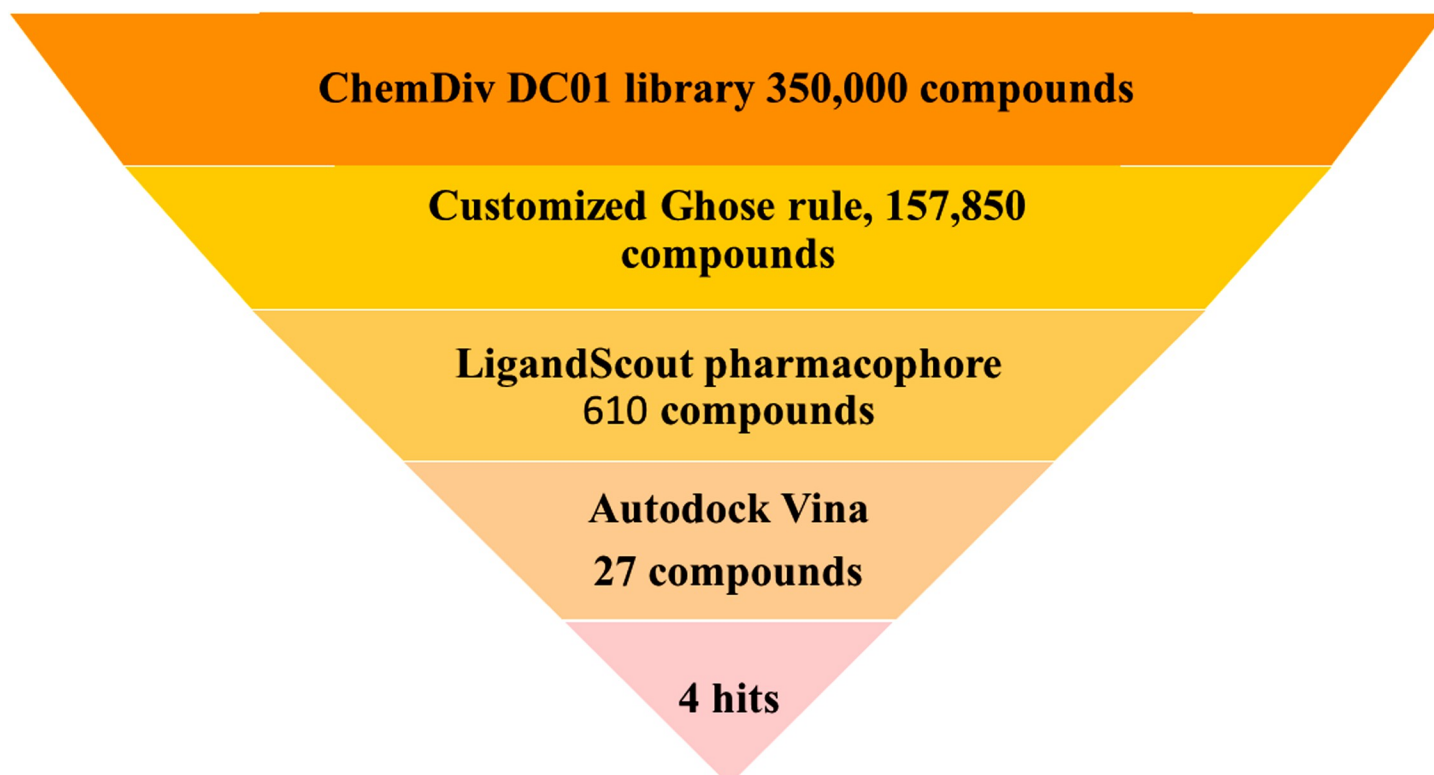 ChemDiv DC01 library 350,000 compounds
Customized Ghose rule, 157,850
compounds
LigandScout pharmacophore
610 compounds
Autodock Vina
27 compounds
4 hits